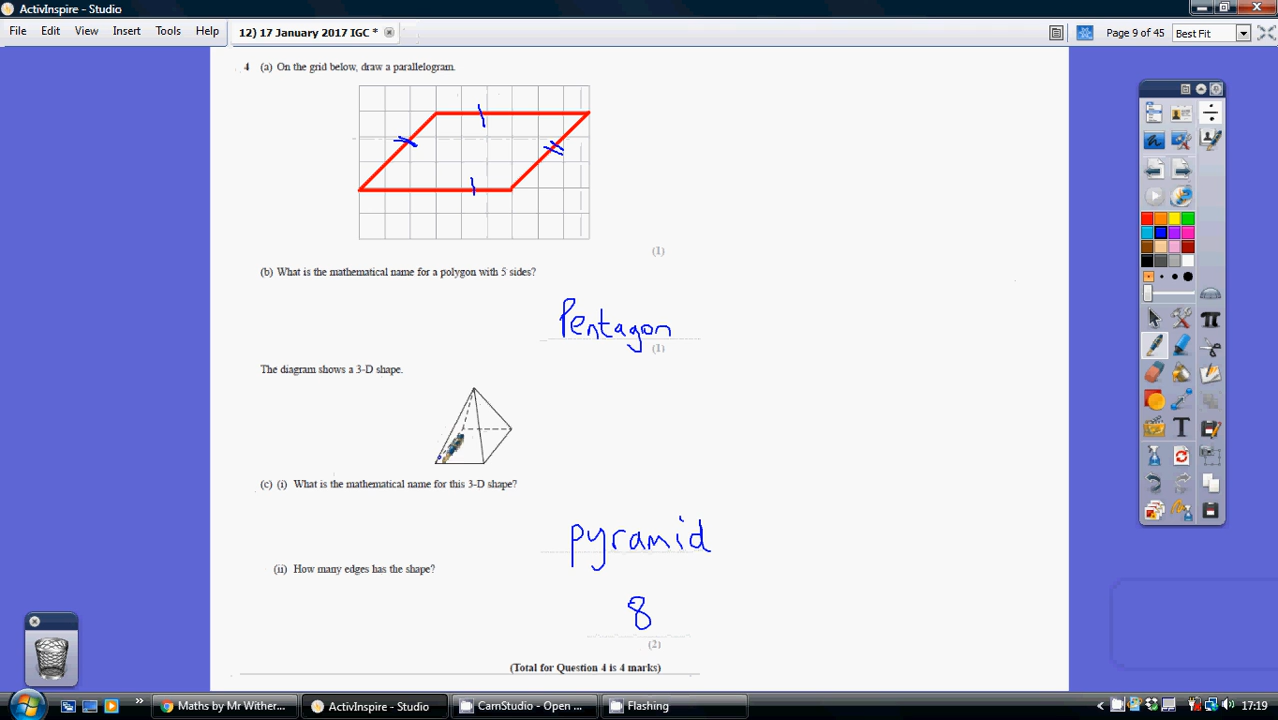 ActivInspire - Studio
File Edit View Insert Tools Help
12) 17 January 2017 IGC *
Page 9 of 45
Best Fit
4 (a) On the grid below, draw a parallelogram.
(1)
(b) What is the mathematical name for a polygon with 5 sides?
Pentagon
(1)
The diagram shows a 3-D shape.
(c) (i) What is the mathematical name for this 3-D shape?
pyramid
(ii) How many edges has the shape?
8
(2)
(Total for Question 4 is 4 marks)
Maths by Mr Wither...
ActivInspire - Studio
CamStudio - Open ...
Flashing
17:19